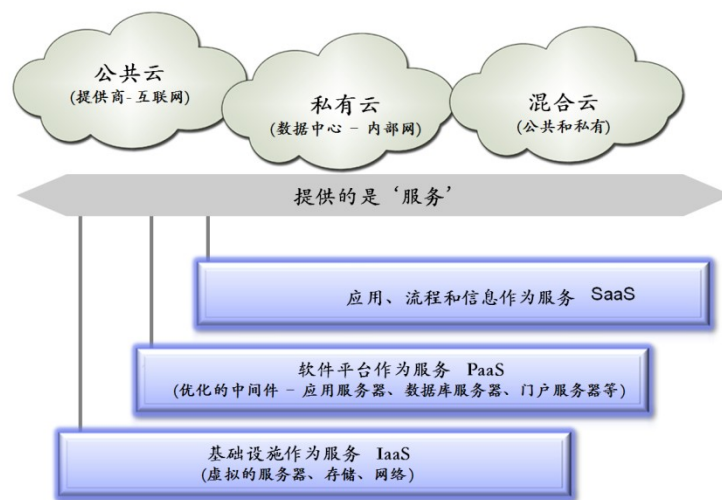 公共云
(提供商-互联网)
私有云
(数据中心 - 内部网)
混合云
(公共和私有)
提供的是‘服务’
应用、流程和信息作为服务 SaaS
软件平台作为服务 PaaS
(优化的中间件 - 应用服务器、数据库服务器、门户服务器等)
基础设施作为服务 IaaS
(虚拟的服务器、存储、网络)